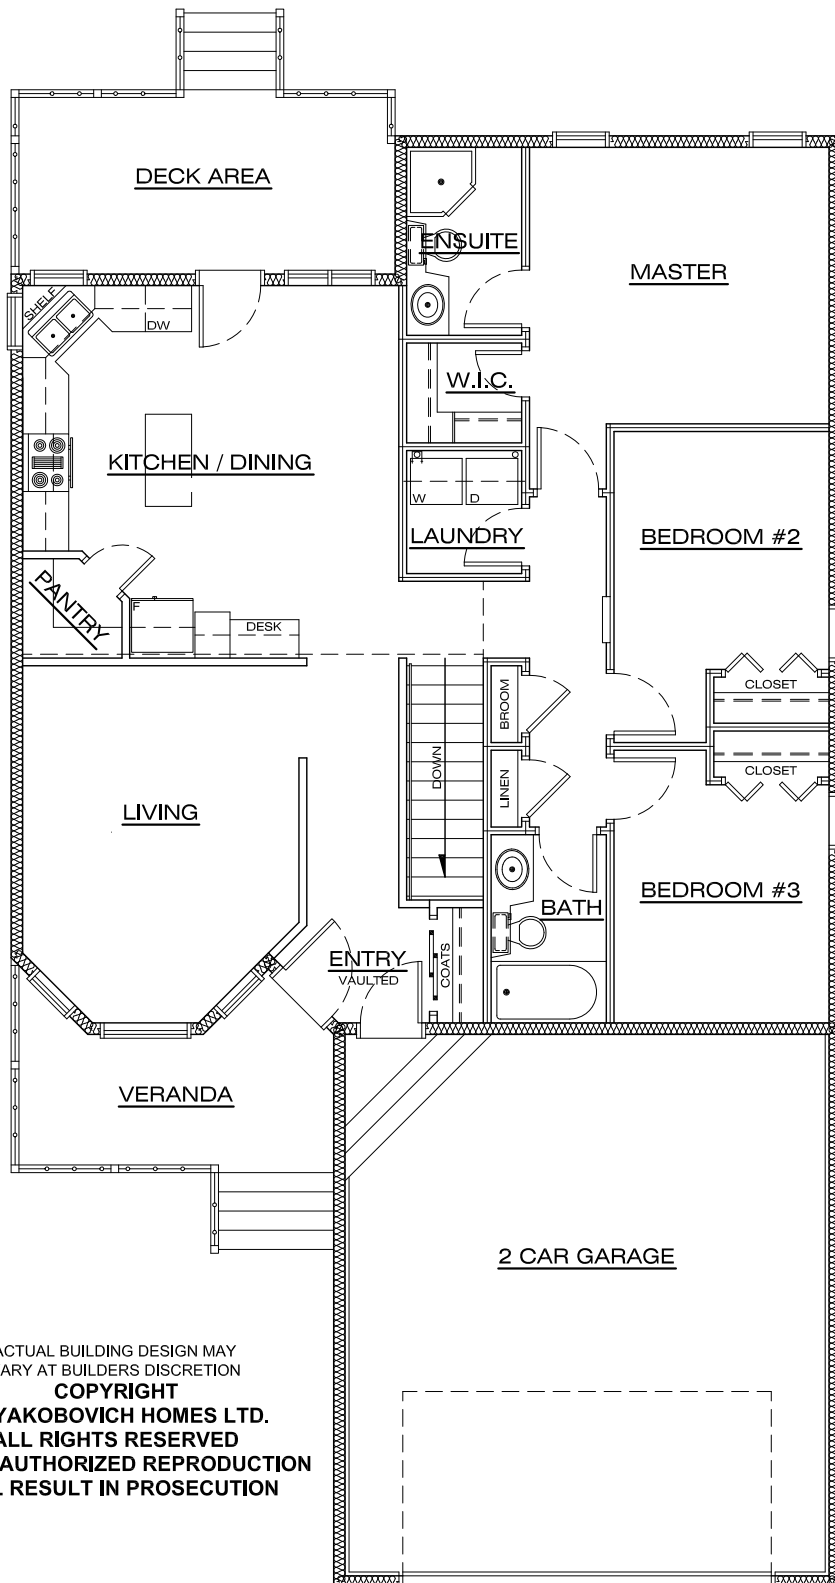 DECK AREA
ENSUITE
MASTER
SHELF
DW
W.I.C.
KITCHEN / DINING
W
D
LAUNDRY
BEDROOM #2
PANTRY
F
DESK
CLOSET
BROOM
DOWN
LINEN
CLOSET
LIVING
BEDROOM #3
BATH
ENTRY
VAULTED
COATS
VERANDA
2 CAR GARAGE
ACTUAL BUILDING DESIGN MAY
ARY AT BUILDERS DISCRETION
COPYRIGHT
YAKOBOVICH HOMES LTD.
ALL RIGHTS RESERVED
AUTHORIZED REPRODUCTION
L RESULT IN PROSECUTION